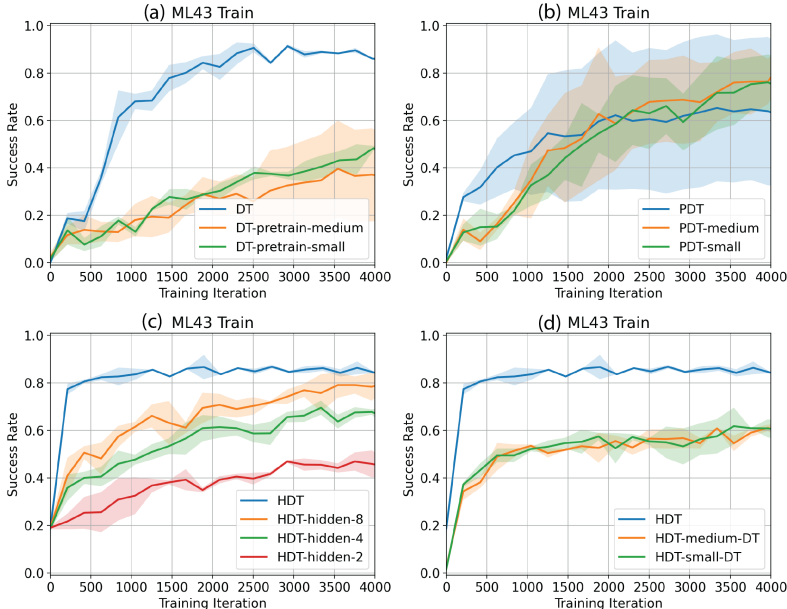 (a) ML43 Train
Success Rate
1.0
0.8
0.6
0.4
0.2
0.0
DT
DT-pretrain-medium
DT-pretrain-small
0 500 1000 1500 2000 2500 3000 3500 4000
Training Iteration
(b) ML43 Train
Success Rate
1.0
0.8
0.6
0.4
0.2
0.0
PDT
PDT-medium
PDT-small
0 500 1000 1500 2000 2500 3000 3500 4000
Training Iteration
(c) ML43 Train
Success Rate
1.0
0.8
0.6
0.4
0.2
0.0
HDT
HDT-hidden-8
HDT-hidden-4
HDT-hidden-2
0 500 1000 1500 2000 2500 3000 3500 4000
Training Iteration
(d) ML43 Train
Success Rate
1.0
0.8
0.6
0.4
0.2
0.0
HDT
HDT-medium-DT
HDT-small-DT
0 500 1000 1500 2000 2500 3000 3500 4000
Training Iteration